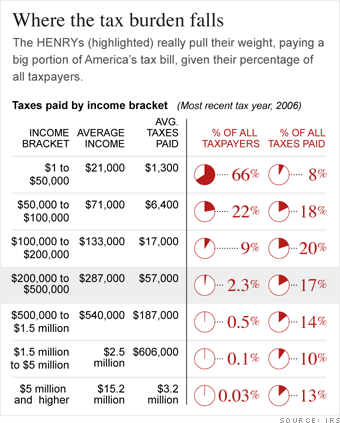 Where the tax burden falls
The HENRYs (highlighted) really pull their weight, paying a
big portion of America's tax bill, given their percentage of
all taxpayers.
Taxes paid by income bracket (Most recent tax year, 2006)
INCOME BRACKET AVERAGE INCOME AVG. TAXES PAID % OF ALL TAXPAYERS % OF ALL TAXES PAID
$1 to $50,000 $21,000 $1,300 66% 8%
$50,000 to $100,000 $71,000 $6,400 22% 18%
$100,000 to $200,000 $133,000 $17,000 9% 20%
$200,000 to $500,000 $287,000 $57,000 2.3% 17%
$500,000 to $1.5 million $540,000 $187,000 0.5% 14%
$1.5 million to $5 million $2.5 million $606,000 0.1% 10%
$5 million and higher $15.2 million $3.2 million 0.03% 13%
SOURCE: IRS